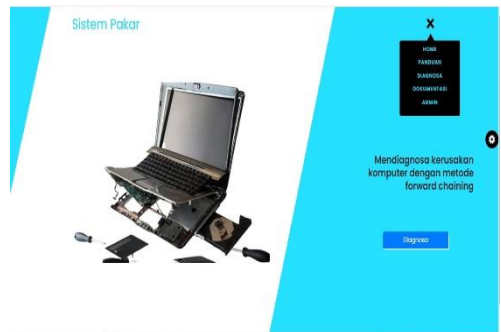 Sistem Pakar
HOME
PANDUAN
DIAGNOSA
DOKUMENTASI
ADMIN
Mendiagnosa kerusakan
komputer dengan metode
forward chaining
Diagnosa